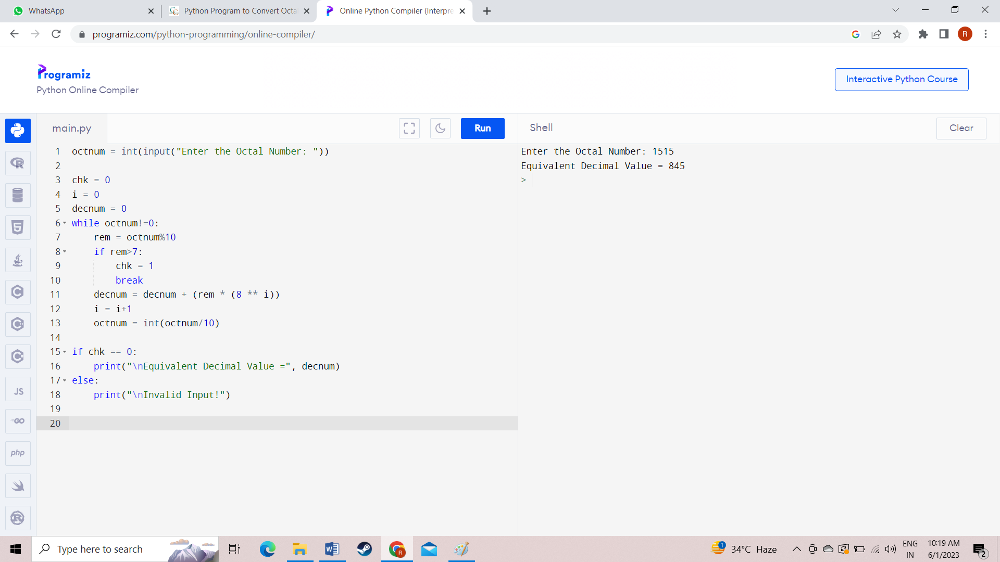 WhatsApp
Python Program to Convert Octa
Online Python Compiler (Interpre
programiz.com/python-programming/online-compiler/
R
Programiz
Python Online Compiler
Interactive Python Course
main.py
Run
Shell
Clear
1 octnum = int(input("Enter the Octal Number: "))
2
3 chk = 0
4 i = 0
5 decnum = 0
6 while octnum!=0:
7     rem = octnum%10
8     if rem>7:
9         chk = 1
10         break
11     decnum = decnum + (rem * (8 ** i))
12     i = i+1
13     octnum = int(octnum/10)
14
15 if chk == 0:
16     print("\nEquivalent Decimal Value =", decnum)
17 else:
18     print("\nInvalid Input!")
19
20
Enter the Octal Number: 1515
Equivalent Decimal Value = 845
>
JS
GO
php
Type here to search
1
34°C Haze
ENG
IN
10:19 AM
6/1/2023
2